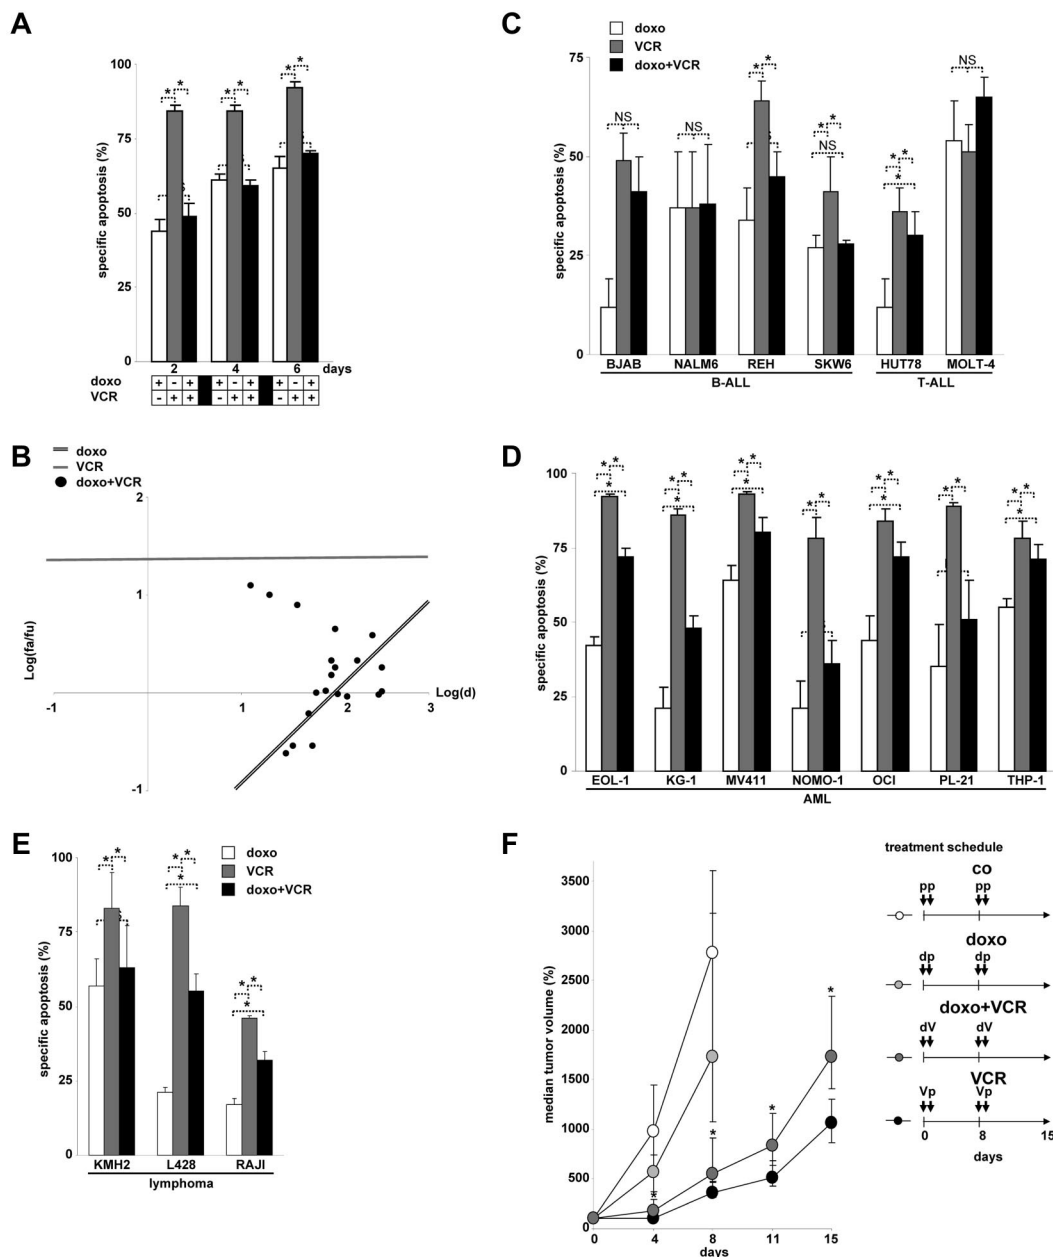 A
100
75
50
25
0
specific apoptosis (%)
* *
* *
* *
2 4 6 days
doxo + - + + - + + - +
VCR - + + - + + - + +
B
doxo
VCR
doxo+VCR
2
1
-1
Log(fa/fu)
-1 0 1 2 3
Log(d)
C
doxo
VCR
doxo+VCR
75
50
25
0
specific apoptosis (%)
NS
NS
* *
* *
NS
* *
*
NS
BJAB NALM6 REH SKW6 HUT78 MOLT-4
B-ALL T-ALL
D
100
75
50
25
0
specific apoptosis (%)
* *
*
* *
*
* *
*
* *
* *
*
* *
* *
*
EOL-1 KG-1 MV411 NOMO-1 OCI PL-21 THP-1
AML
E
doxo
VCR
doxo+VCR
100
75
50
25
0
specific apoptosis (%)
* *
* *
*
* *
*
KMH2 L428 RAJI
lymphoma
F
3500
3000
2500
2000
1500
1000
500
0
median tumor volume (%)
*
*
*
*
0 4 8 11 15
days
treatment schedule
co
pp pp
doxo
dp dp
doxo+VCR
dV dV
VCR
Vp Vp
0 8 15
days